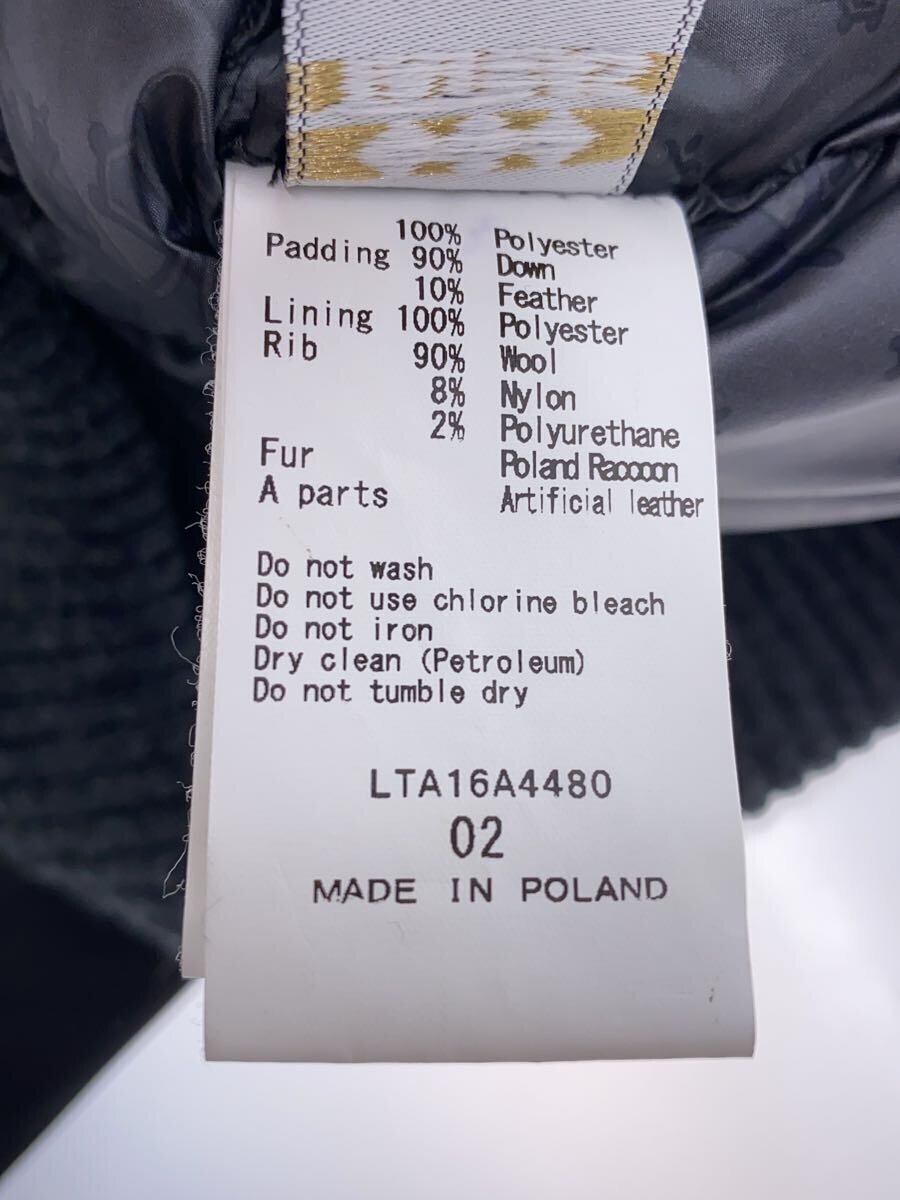 100% Polyester
Padding 90% Down
10% Feather
Lining 100% Polyester
Rib 90% Wool
8% Nylon
2% Polyurethane
Fur Poland Racoon
A parts Artificial leather
Do not wash
Do not use chlorine bleach
Do not iron
Dry clean (Petroleum)
Do not tumble dry
LTA16A4480
02
MADE IN POLAND